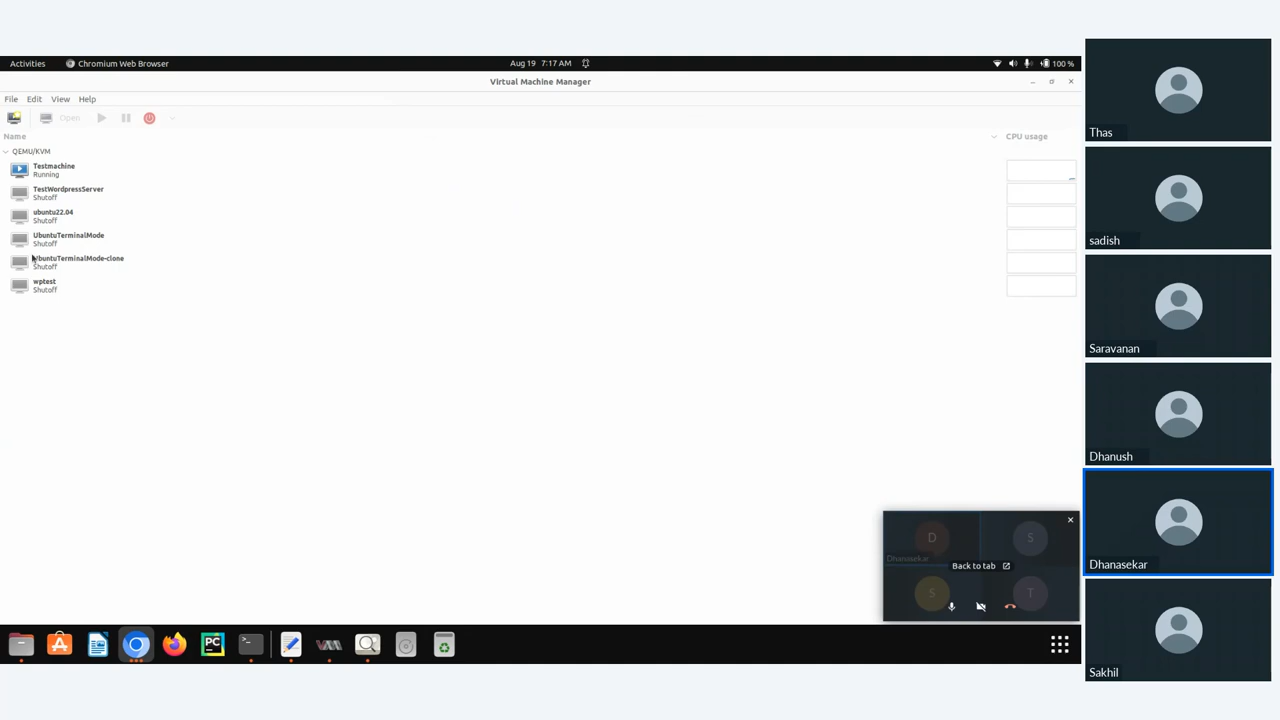 Activities Chromium Web Browser Aug 19 7:17 AM 100 %
Virtual Machine Manager
File Edit View Help
Open
Name CPU usage
QEMU/KVM
Testmachine
Running
TestWordpressServer
Shutoff
ubuntu22.04
Shutoff
UbuntuTerminalMode
Shutoff
UbuntuTerminalMode-clone
Shutoff
wptest
Shutoff
D S
Dhanasekar
Back to tab
S T
PC
Thas
sadish
Saravanan
Dhanush
Dhanasekar
Sakhil